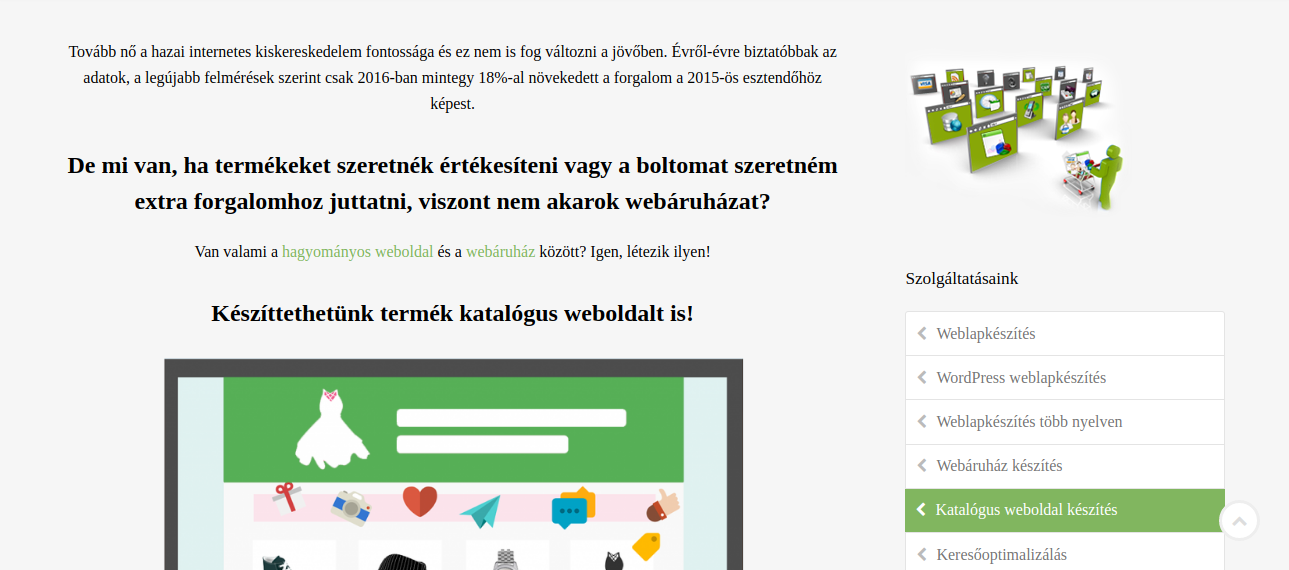 Tovább nő a hazai internetes kiskereskedelem fontossága és ez nem is fog változni a jövőben. Évről-évre biztatóbbak az
adatok, a legújabb felmérések szerint csak 2016-ban mintegy 18%-al növekedett a forgalom a 2015-ös esztendőhöz
képest.
De mi van, ha termékeket szeretnék értékesíteni vagy a boltomat szeretném
extra forgalomhoz juttatni, viszont nem akarok webáruházat?
Van valami a hagyományos weboldal és a webáruház között? Igen, létezik ilyen!
Készíttethetünk termék katalógus weboldalt is!
Szolgáltatásaink
Weblapkészítés
WordPress weblapkészítés
Weblapkészítés több nyelven
Webáruház készítés
Katalógus weboldal készítés
Keresőoptimalizálás